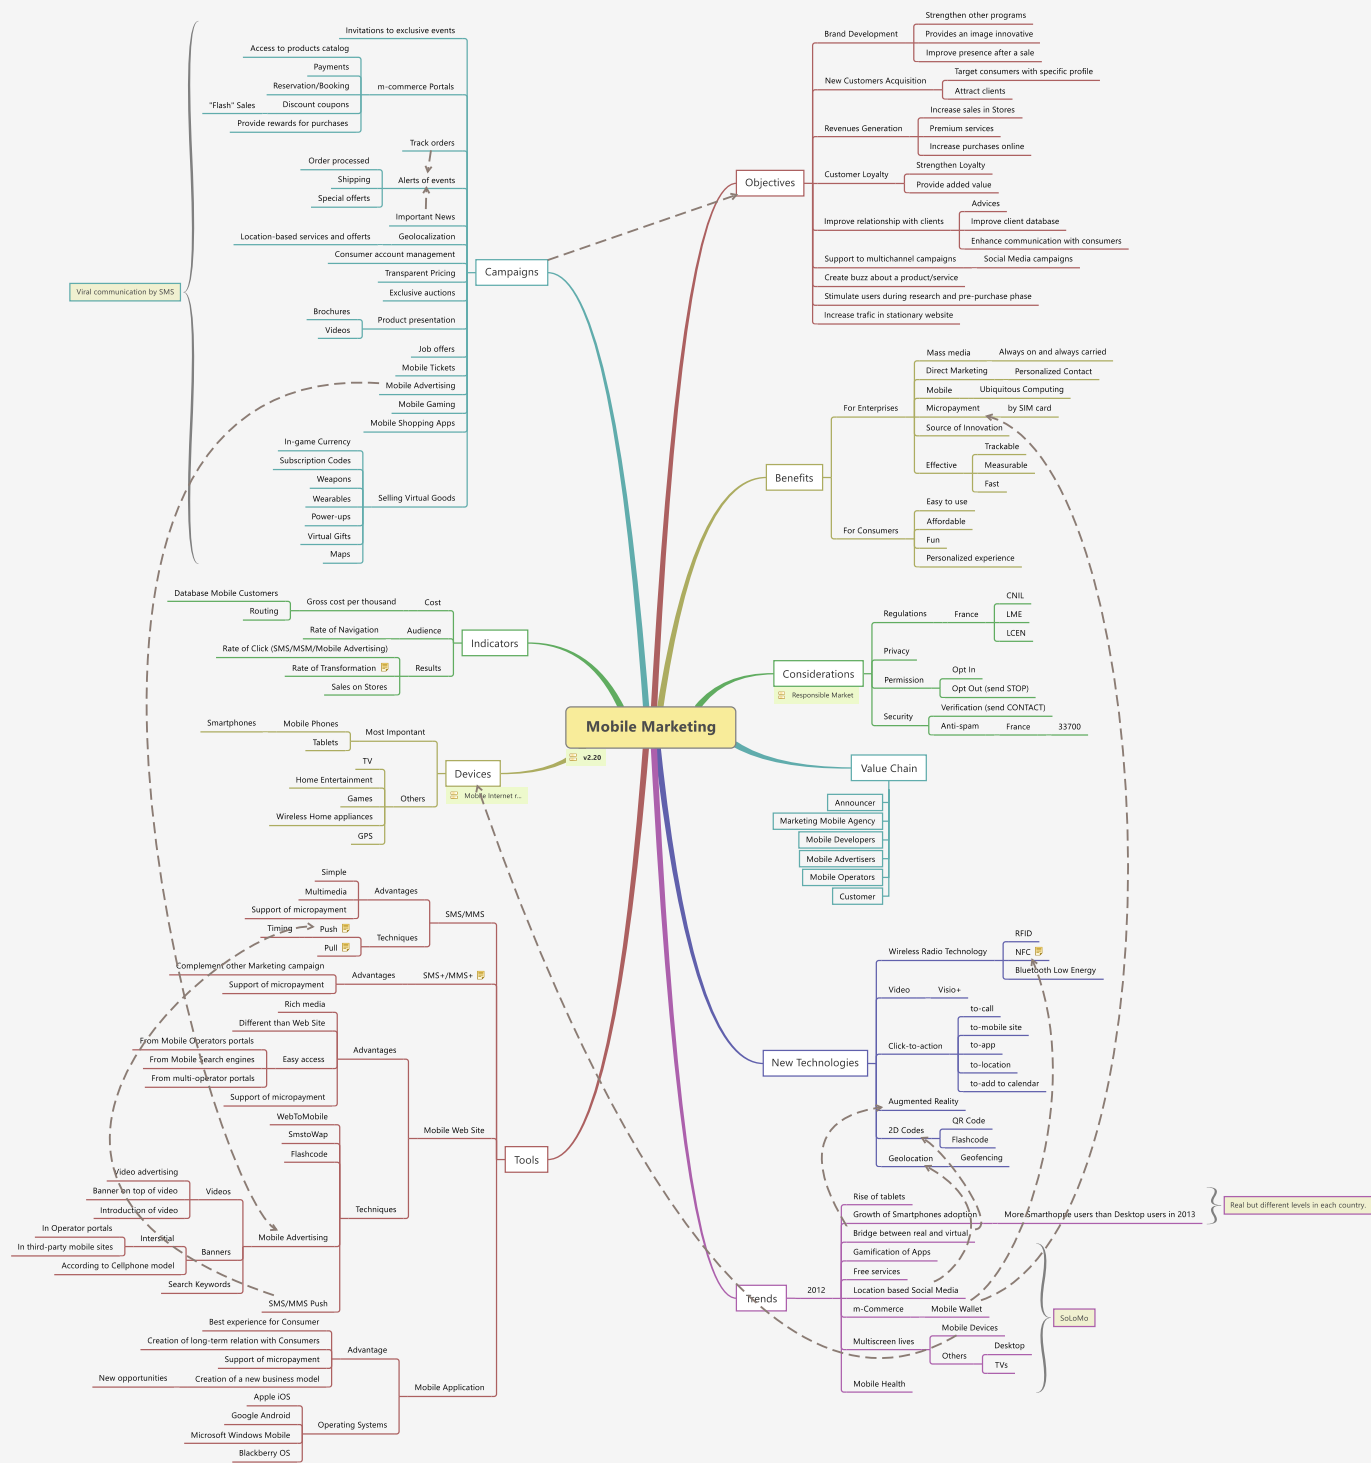 Mobile Marketing
v2.20
Campaigns
Invitations to exclusive events
m-commerce Portals
Access to products catalog
Payments
Reservation/Booking
Discount coupons
"Flash" Sales
Provide rewards for purchases
Track orders
Alerts of events
Order processed
Shipping
Special offerts
Important News
Geolocalization
Location-based services and offerts
Consumer account management
Transparent Pricing
Exclusive auctions
Product presentation
Brochures
Videos
Job offers
Mobile Tickets
Mobile Advertising
Mobile Gaming
Mobile Shopping Apps
Selling Virtual Goods
In-game Currency
Subscription Codes
Weapons
Wearables
Power-ups
Virtual Gifts
Maps
Viral communication by SMS
Indicators
Cost
Gross cost per thousand
Database Mobile Customers
Routing
Audience
Rate of Navigation
Results
Rate of Click (SMS/MSM/Mobile Advertising)
Rate of Transformation
Sales on Stores
Devices
Mobile Internet r...
Most Important
Mobile Phones
Smartphones
Tablets
Others
TV
Home Entertainment
Games
Wireless Home appliances
GPS
Tools
SMS/MMS
Advantages
Simple
Multimedia
Support of micropayment
Techniques
Push
Timing
Pull
SMS+/MMS+
Advantages
Complement other Marketing campaign
Support of micropayment
Mobile Web Site
Advantages
Rich media
Different than Web Site
Easy access
From Mobile Operators portals
From Mobile Search engines
From multi-operator portals
Support of micropayment
Techniques
WebToMobile
SmstoWap
Flashcode
Mobile Advertising
Videos
Video advertising
Banner on top of video
Introduction of video
Banners
Interstitial
In Operator portals
In third-party mobile sites
According to Cellphone model
Search Keywords
SMS/MMS Push
Mobile Application
Advantage
Best experience for Consumer
Creation of long-term relation with Consumers
Support of micropayment
Creation of a new business model
New opportunities
Operating Systems
Apple iOS
Google Android
Microsoft Windows Mobile
Blackberry OS
Objectives
Brand Development
Strengthen other programs
Provides an image innovative
Improve presence after a sale
New Customers Acquisition
Target consumers with specific profile
Attract clients
Revenues Generation
Increase sales in Stores
Premium services
Increase purchases online
Customer Loyalty
Strengthen Loyalty
Provide added value
Improve relationship with clients
Advices
Improve client database
Enhance communication with consumers
Support to multichannel campaigns
Social Media campaigns
Create buzz about a product/service
Stimulate users during research and pre-purchase phase
Increase trafic in stationary website
Benefits
For Enterprises
Mass media
Always on and always carried
Direct Marketing
Personalized Contact
Mobile
Ubiquitous Computing
Micropayment
by SIM card
Source of Innovation
Effective
Trackable
Measurable
Fast
For Consumers
Easy to use
Affordable
Fun
Personalized experience
Considerations
Responsible Market
Regulations
France
CNIL
LME
LCEN
Privacy
Permission
Opt In
Opt Out (send STOP)
Security
Verification (send CONTACT)
Anti-spam
France
33700
Value Chain
Announcer
Marketing Mobile Agency
Mobile Developers
Mobile Advertisers
Mobile Operators
Customer
New Technologies
Wireless Radio Technology
RFID
NFC
Bluetooth Low Energy
Video
Visio+
Click-to-action
to-call
to-mobile site
to-app
to-location
to-add to calendar
Augmented Reality
2D Codes
QR Code
Flashcode
Geolocation
Geofencing
Trends
2012
Rise of tablets
Growth of Smartphones adoption
More Smarthopne users than Desktop users in 2013
Real but different levels in each country.
Bridge between real and virtual
Gamification of Apps
Free services
Location based Social Media
m-Commerce
Mobile Wallet
Multiscreen lives
Mobile Devices
Others
Desktop
TVs
Mobile Health
SoLoMo